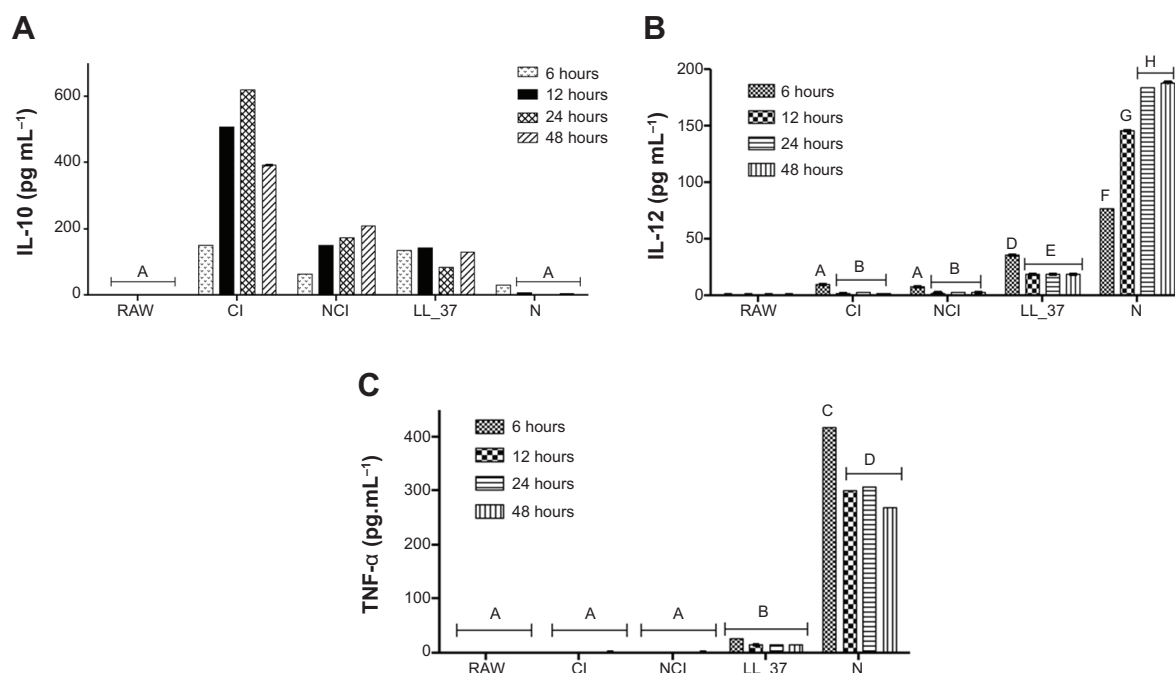 A
IL-10 (pg mL⁻¹)
600
400
200
0
6 hours
12 hours
24 hours
48 hours
A
A
RAW
CI
NCI
LL_37
N
B
IL-12 (pg mL⁻¹)
200
150
100
50
0
6 hours
12 hours
24 hours
48 hours
A
B
A
B
D
E
F
G
H
RAW
CI
NCI
LL_37
N
C
TNF-α (pg.mL⁻¹)
400
300
200
100
0
6 hours
12 hours
24 hours
48 hours
A
A
A
B
C
D
RAW
CI
NCI
LL_37
N